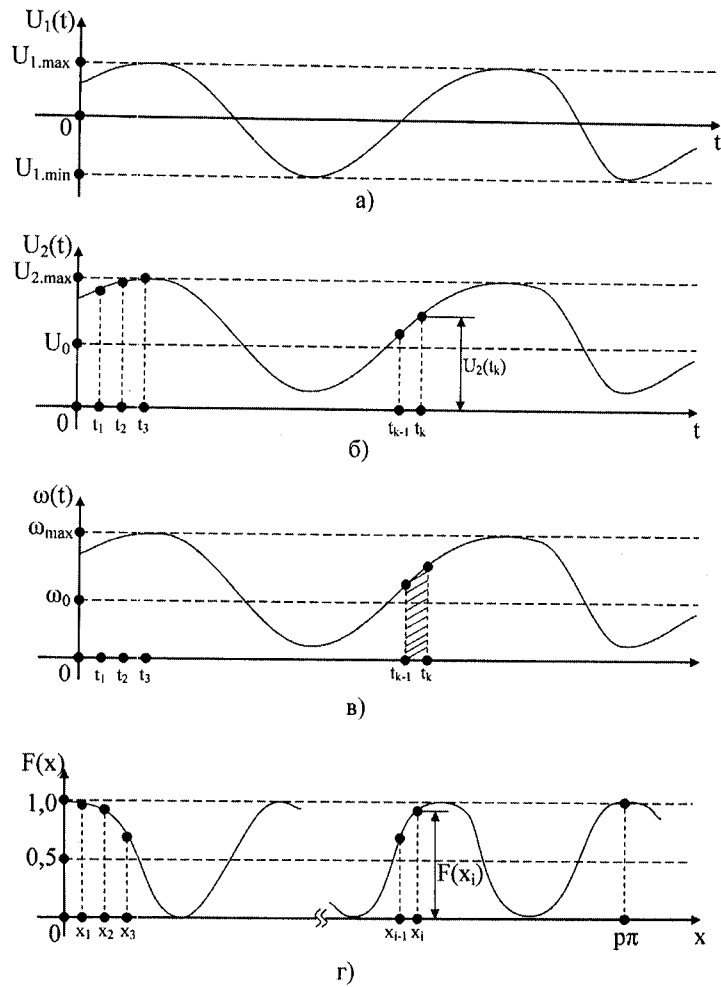 U₁(t)
U₁.max
0
t
U₁.min
а)
U₂(t)
U₂.max
U₀
U₂(tₖ)
0 t₁ t₂ t₃ tₖ₋₁ tₖ t
б)
ω(t)
ωmax
ω₀
0 t₁ t₂ t₃ tₖ₋₁ tₖ
в)
F(x)
1,0
0,5
F(xᵢ)
0 x₁ x₂ x₃ xᵢ₋₁ xᵢ pπ x
г)